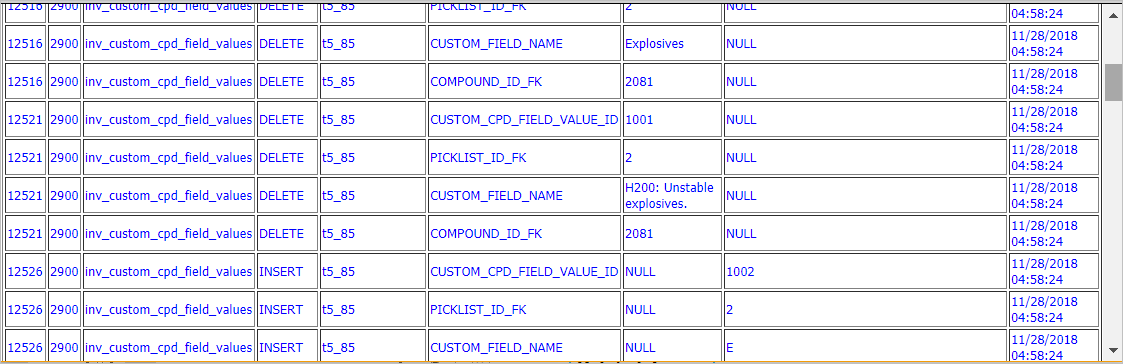 12516 2900 inv_custom_cpd_field_values DELETE t5_85 PICKLIST_ID_FK 2 NULL 04:58:24
12516 2900 inv_custom_cpd_field_values DELETE t5_85 CUSTOM_FIELD_NAME Explosives NULL 11/28/2018
04:58:24
12516 2900 inv_custom_cpd_field_values DELETE t5_85 COMPOUND_ID_FK 2081 NULL 11/28/2018
04:58:24
12521 2900 inv_custom_cpd_field_values DELETE t5_85 CUSTOM_CPD_FIELD_VALUE_ID 1001 NULL 11/28/2018
04:58:24
12521 2900 inv_custom_cpd_field_values DELETE t5_85 PICKLIST_ID_FK 2 NULL 11/28/2018
04:58:24
12521 2900 inv_custom_cpd_field_values DELETE t5_85 CUSTOM_FIELD_NAME H200: Unstable NULL 11/28/2018
explosives. 04:58:24
12521 2900 inv_custom_cpd_field_values DELETE t5_85 COMPOUND_ID_FK 2081 NULL 11/28/2018
04:58:24
12526 2900 inv_custom_cpd_field_values INSERT t5_85 CUSTOM_CPD_FIELD_VALUE_ID NULL 1002 11/28/2018
04:58:24
12526 2900 inv_custom_cpd_field_values INSERT t5_85 PICKLIST_ID_FK NULL 2 11/28/2018
04:58:24
12526 2900 inv_custom_cpd_field_values INSERT t5_85 CUSTOM_FIELD_NAME NULL E 11/28/2018
04:58:24